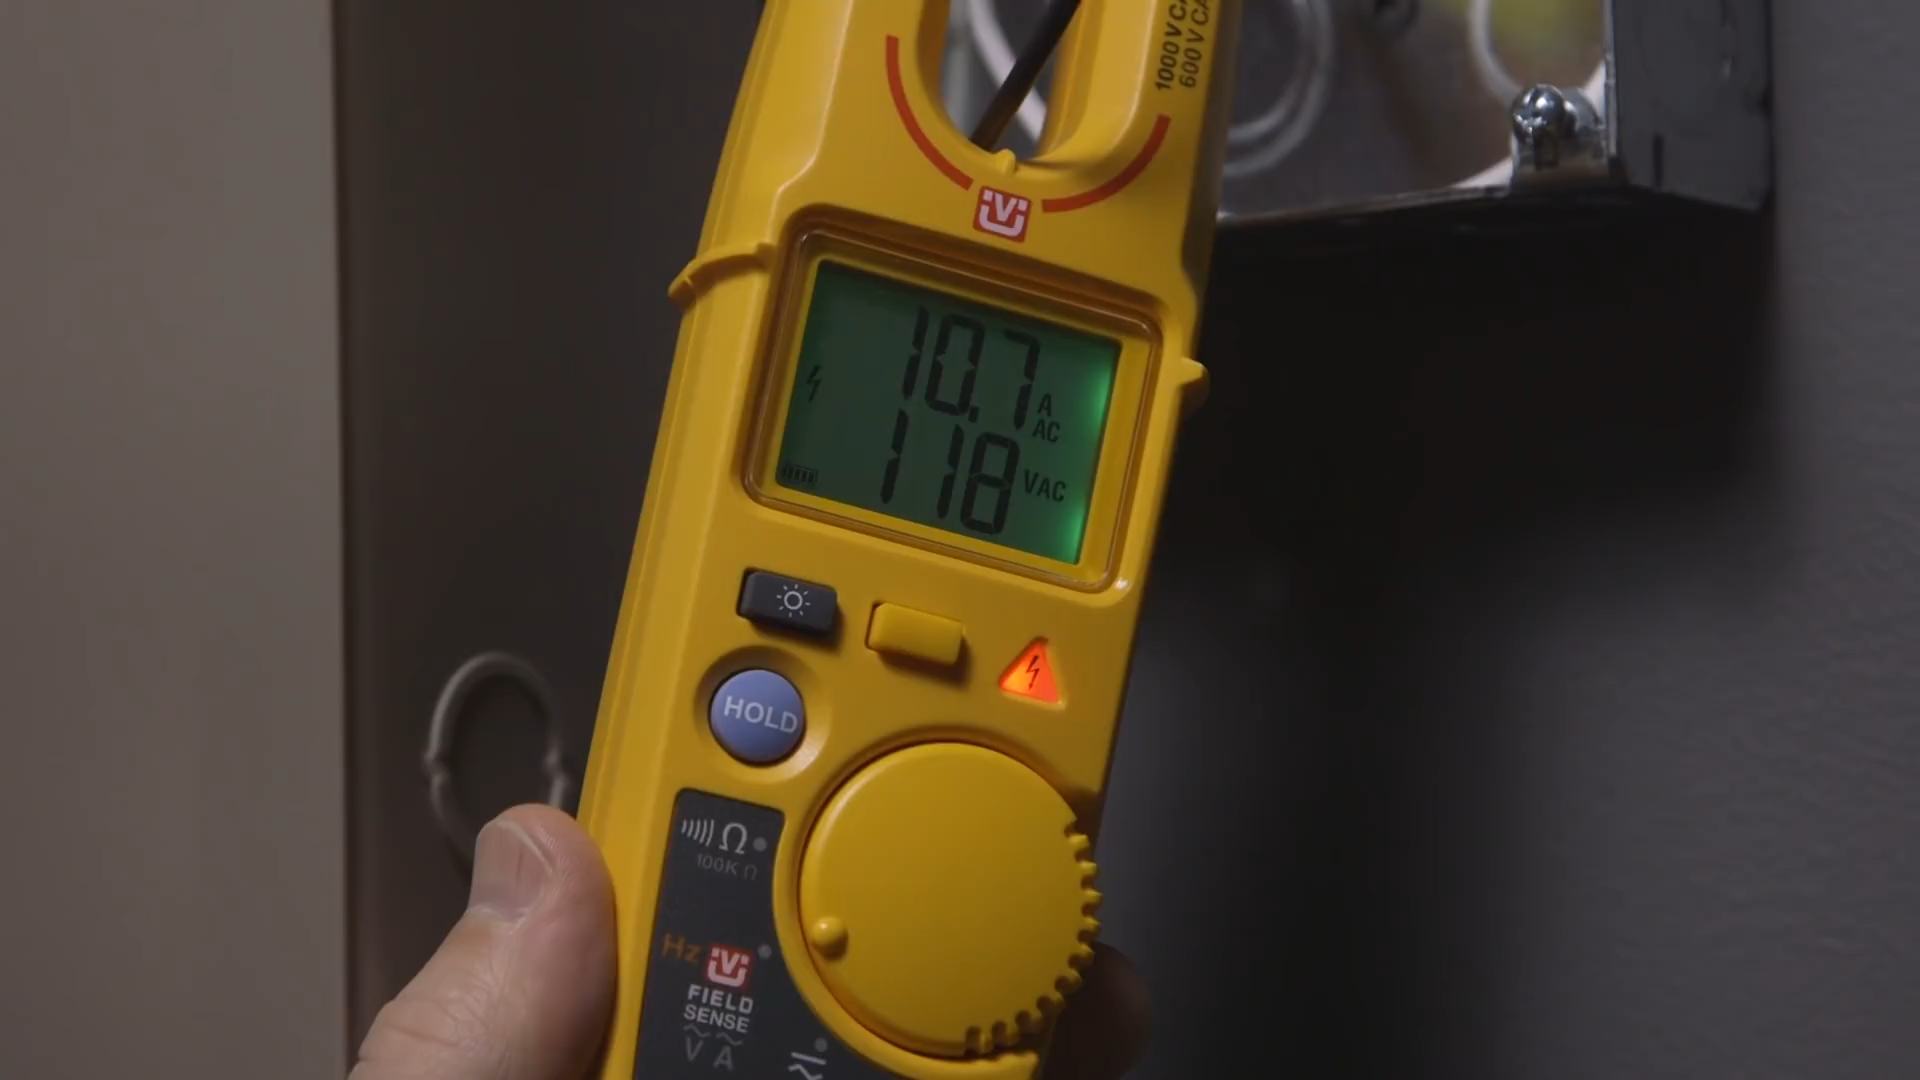 1000 V CA
600 V CA
V
10.7 A AC
118 VAC
HOLD
Ω
100K Ω
Hz V
FIELD
SENSE
V A